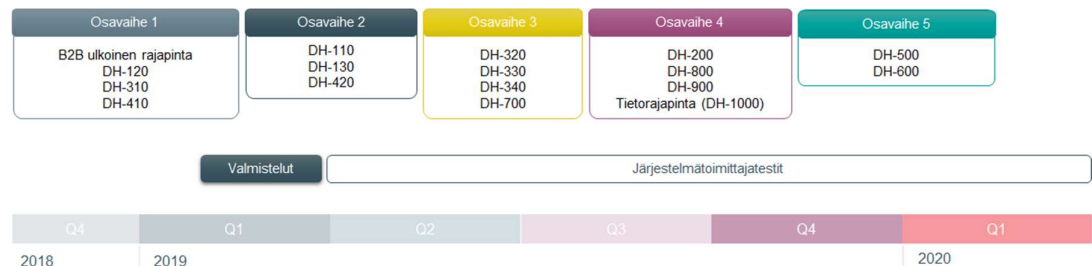 Osavaihe 1
B2B ulkoinen rajapinta
DH-120
DH-310
DH-410
Osavaihe 2
DH-110
DH-130
DH-420
Osavaihe 3
DH-320
DH-330
DH-340
DH-700
Osavaihe 4
DH-200
DH-800
DH-900
Tietorajapinta (DH-1000)
Osavaihe 5
DH-500
DH-600
Valmistelut
Järjestelmätoimittajatestit
Q4
Q1
Q2
Q3
Q4
Q1
2018
2019
2020